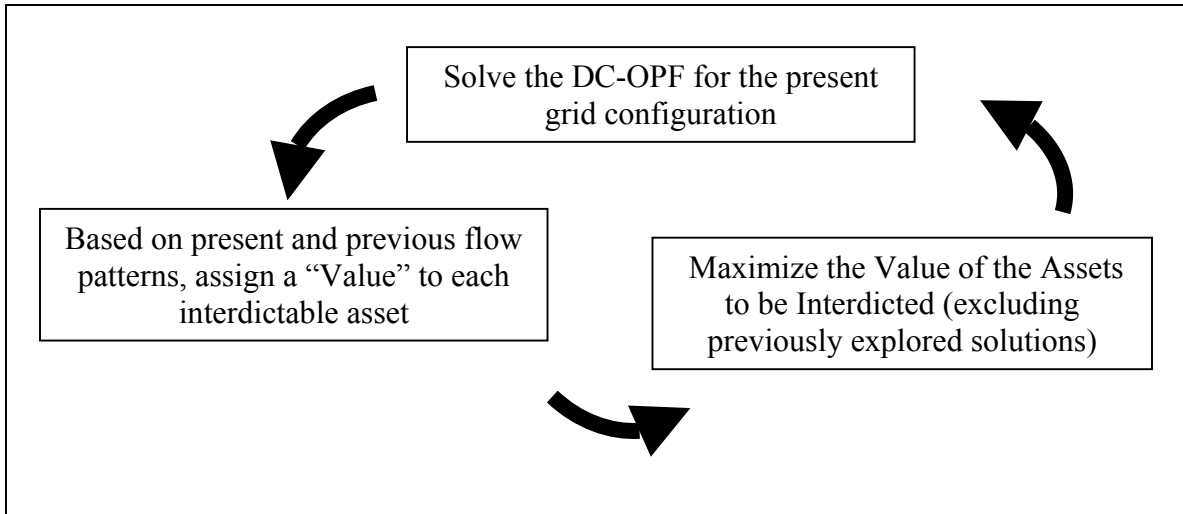 Solve the DC-OPF for the present
grid configuration
Based on present and previous flow
patterns, assign a “Value” to each
interdictable asset
Maximize the Value of the Assets
to be Interdicted (excluding
previously explored solutions)